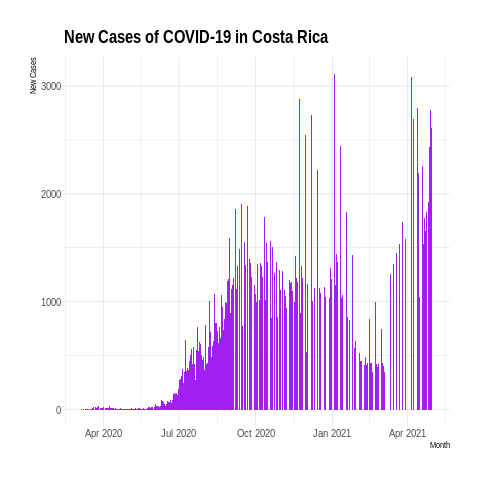 New Cases of COVID-19 in Costa Rica
New Cases
3000
2000
1000
0
Apr 2020 Jul 2020 Oct 2020 Jan 2021 Apr 2021
Month